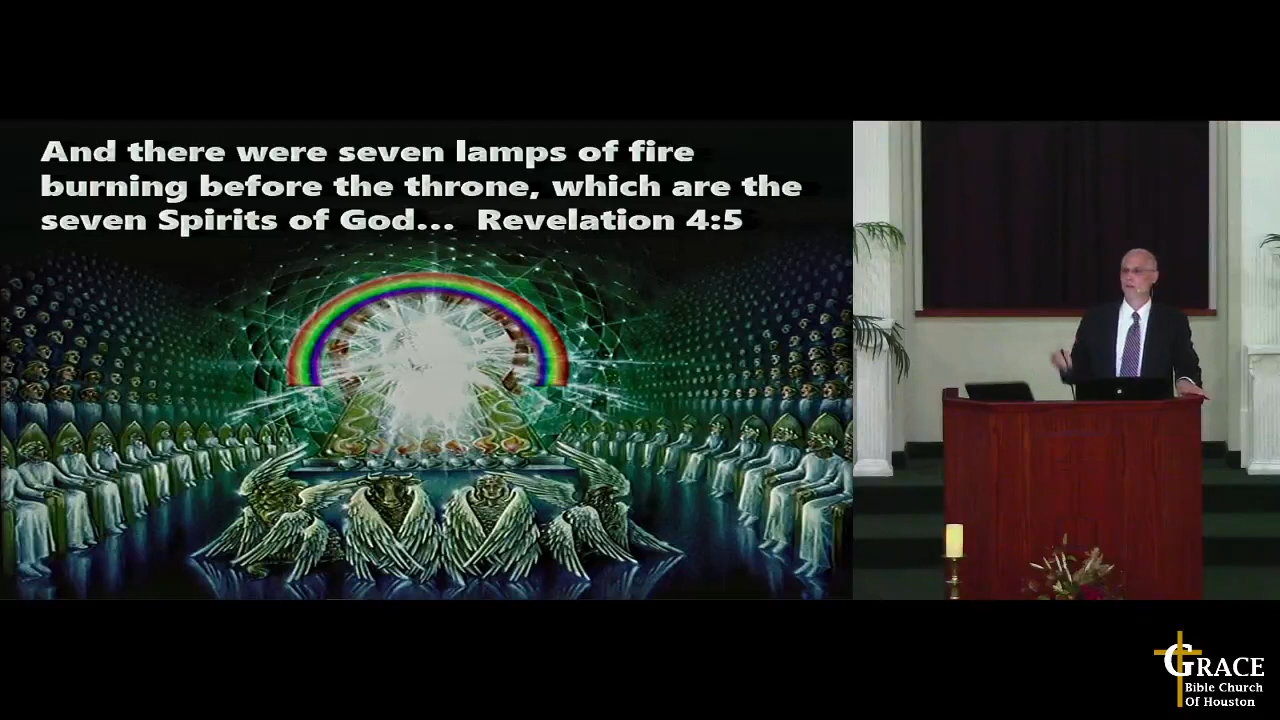 And there were seven lamps of fire
burning before the throne, which are the
seven Spirits of God... Revelation 4:5
GRACE
Bible Church
Of Houston